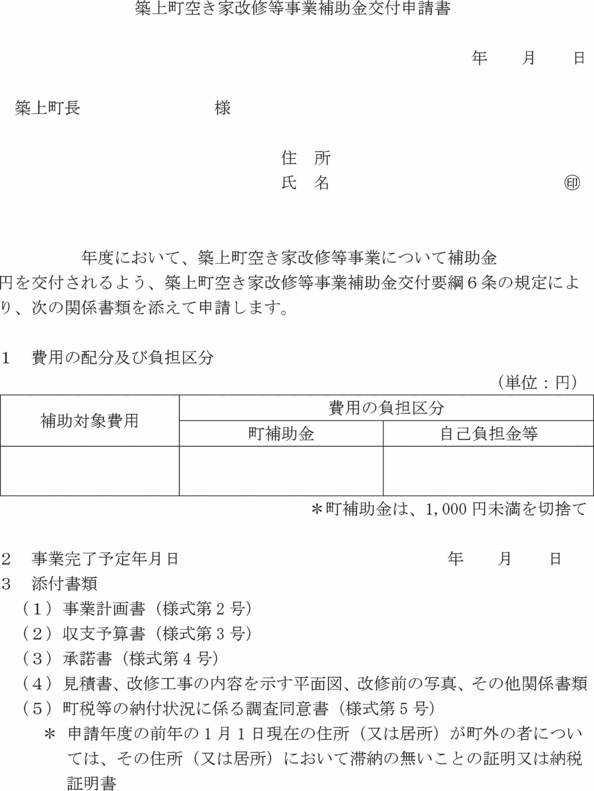 築上町空き家改修等事業補助金交付申請書
年　　月　　日
築上町長　　　　　　　　様
住　所
氏　名　　　　　　　　　　　　　　㊞
年度において、築上町空き家改修等事業について補助金
円を交付されるよう、築上町空き家改修等事業補助金交付要綱６条の規定によ
り、次の関係書類を添えて申請します。
１　費用の配分及び負担区分
（単位：円）
補助対象費用
費用の負担区分
町補助金
自己負担金等
＊町補助金は、1,000 円未満を切捨て
２　事業完了予定年月日　　　　　　　　　　　　　　　　年　　月　　日
３　添付書類
（１）事業計画書（様式第２号）
（２）収支予算書（様式第３号）
（３）承諾書（様式第４号）
（４）見積書、改修工事の内容を示す平面図、改修前の写真、その他関係書類
（５）町税等の納付状況に係る調査同意書（様式第５号）
＊ 申請年度の前年の１月１日現在の住所（又は居所）が町外の者につい
ては、その住所（又は居所）において滞納の無いことの証明又は納税
証明書